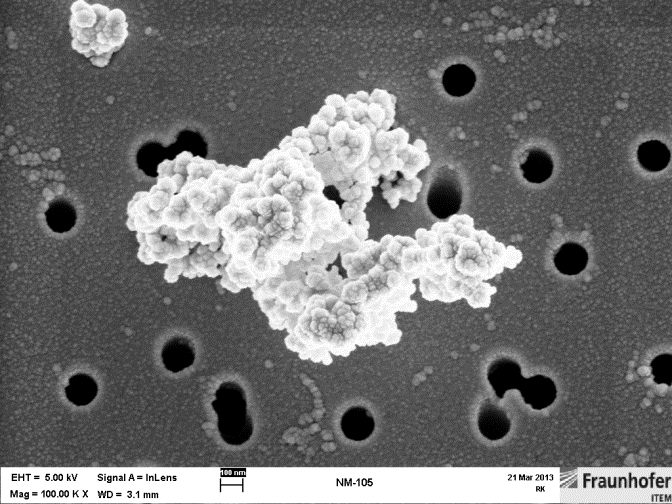 EHT = 5.00 kV Signal A = InLens 100 nm NM-105 21 Mar 2013 Fraunhofer
Mag = 100.00 K X WD = 3.1 mm RK ITEM